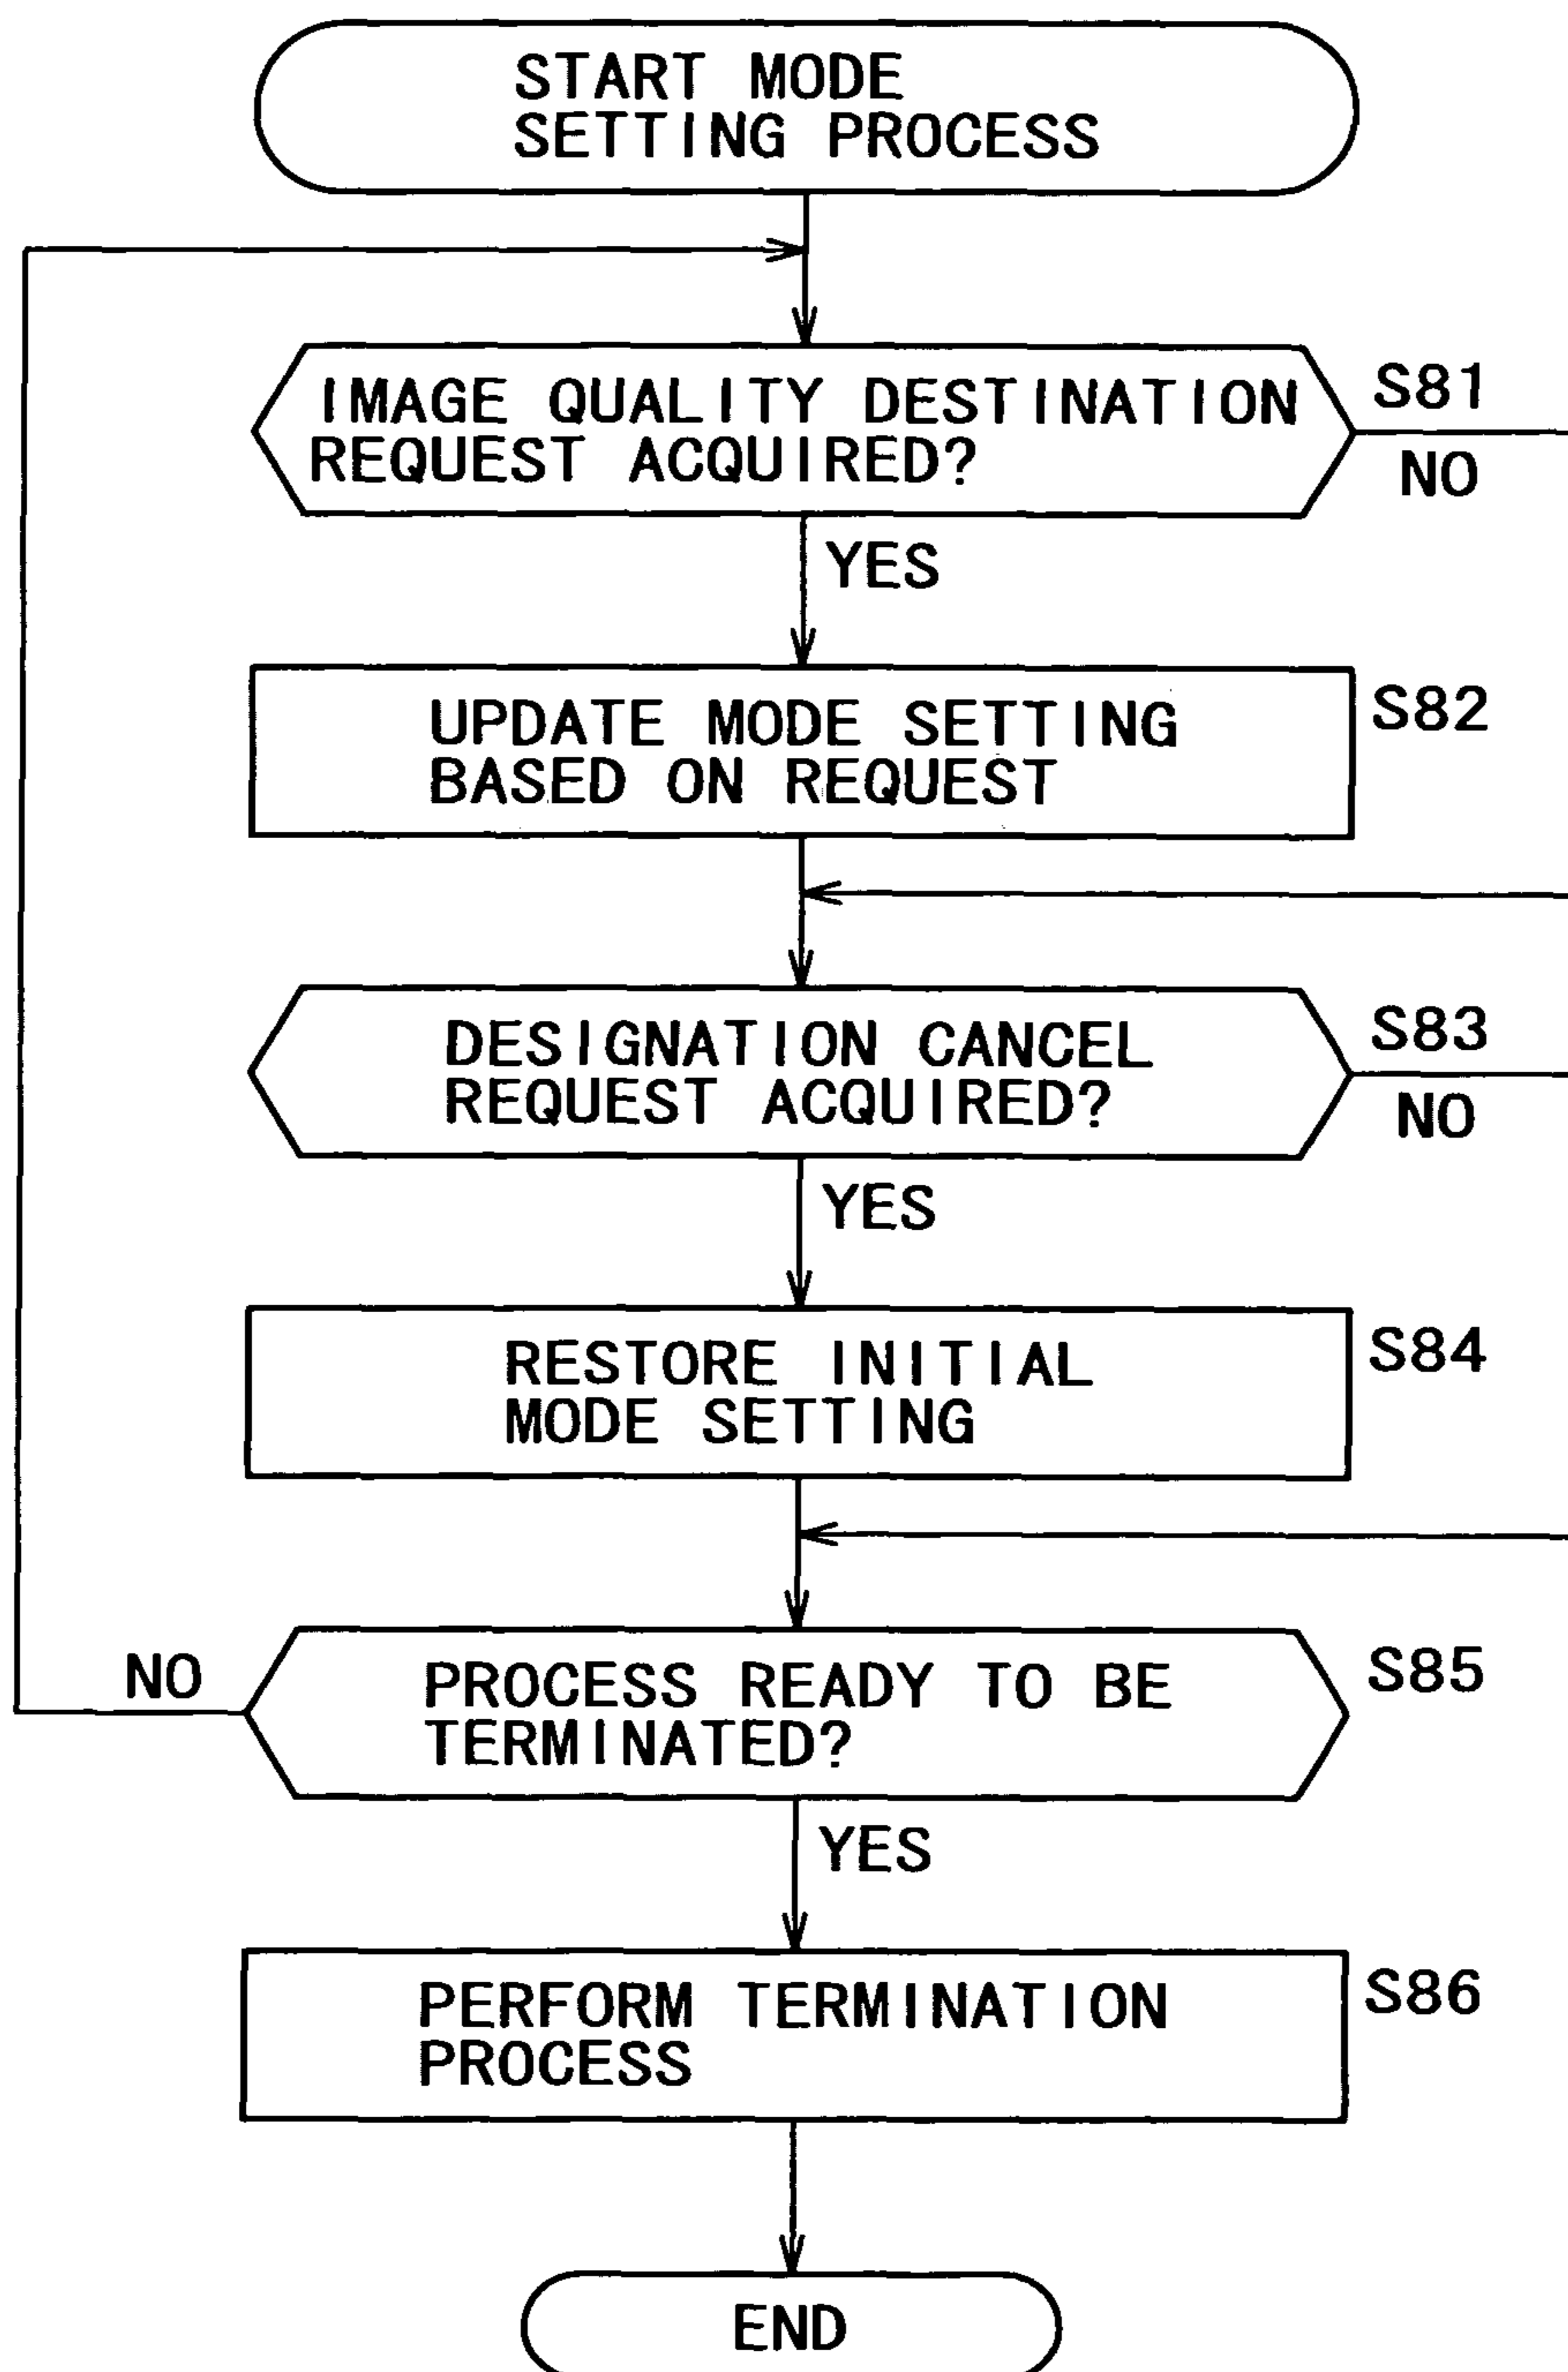 START MODE
SETTING PROCESS
IMAGE QUALITY DESTINATION
REQUEST ACQUIRED?
S81
NO
YES
UPDATE MODE SETTING
BASED ON REQUEST
S82
DESIGNATION CANCEL
REQUEST ACQUIRED?
S83
NO
YES
RESTORE INITIAL
MODE SETTING
S84
NO
PROCESS READY TO BE
TERMINATED?
S85
YES
PERFORM TERMINATION
PROCESS
S86
END